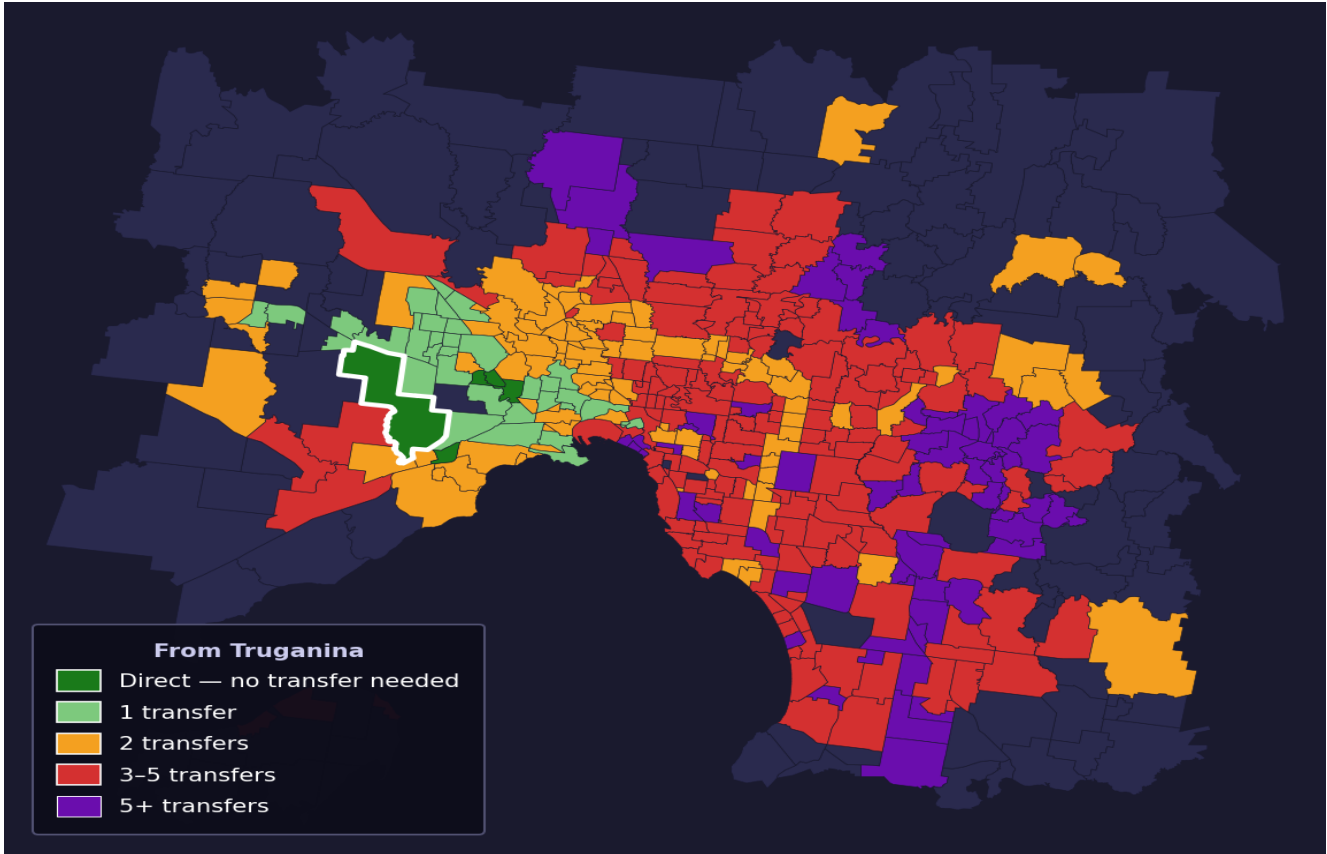 From Truganina
Direct — no transfer needed
1 transfer
2 transfers
3–5 transfers
5+ transfers